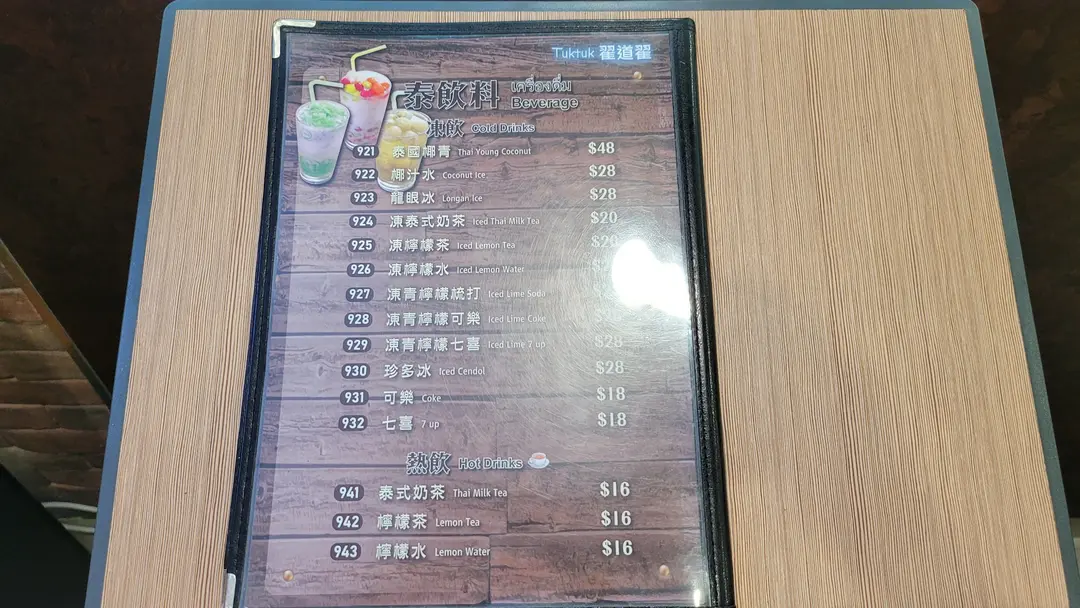 Tuktuk 翟道翟
泰飲料 เครื่องดื่ม
Beverage
凍飲 Cold Drinks
921 泰國椰青 Thai Young Coconut $48
922 椰汁水 Coconut Ice $28
923 龍眼冰 Longan Ice $28
924 凍泰式奶茶 Iced Thai Milk Tea $20
925 凍檸檬茶 Iced Lemon Tea
926 凍檸檬水 Iced Lemon Water
927 凍青檸檬梳打 Iced Lime Soda
928 凍青檸檬可樂 Iced Lime Coke
929 凍青檸檬七喜 Iced Lime 7 up $28
930 珍多冰 Iced Cendol $28
931 可樂 Coke $18
932 七喜 7 up $18
熱飲 Hot Drinks
941 泰式奶茶 Thai Milk Tea $16
942 檸檬茶 Lemon Tea $16
943 檸檬水 Lemon Water $16